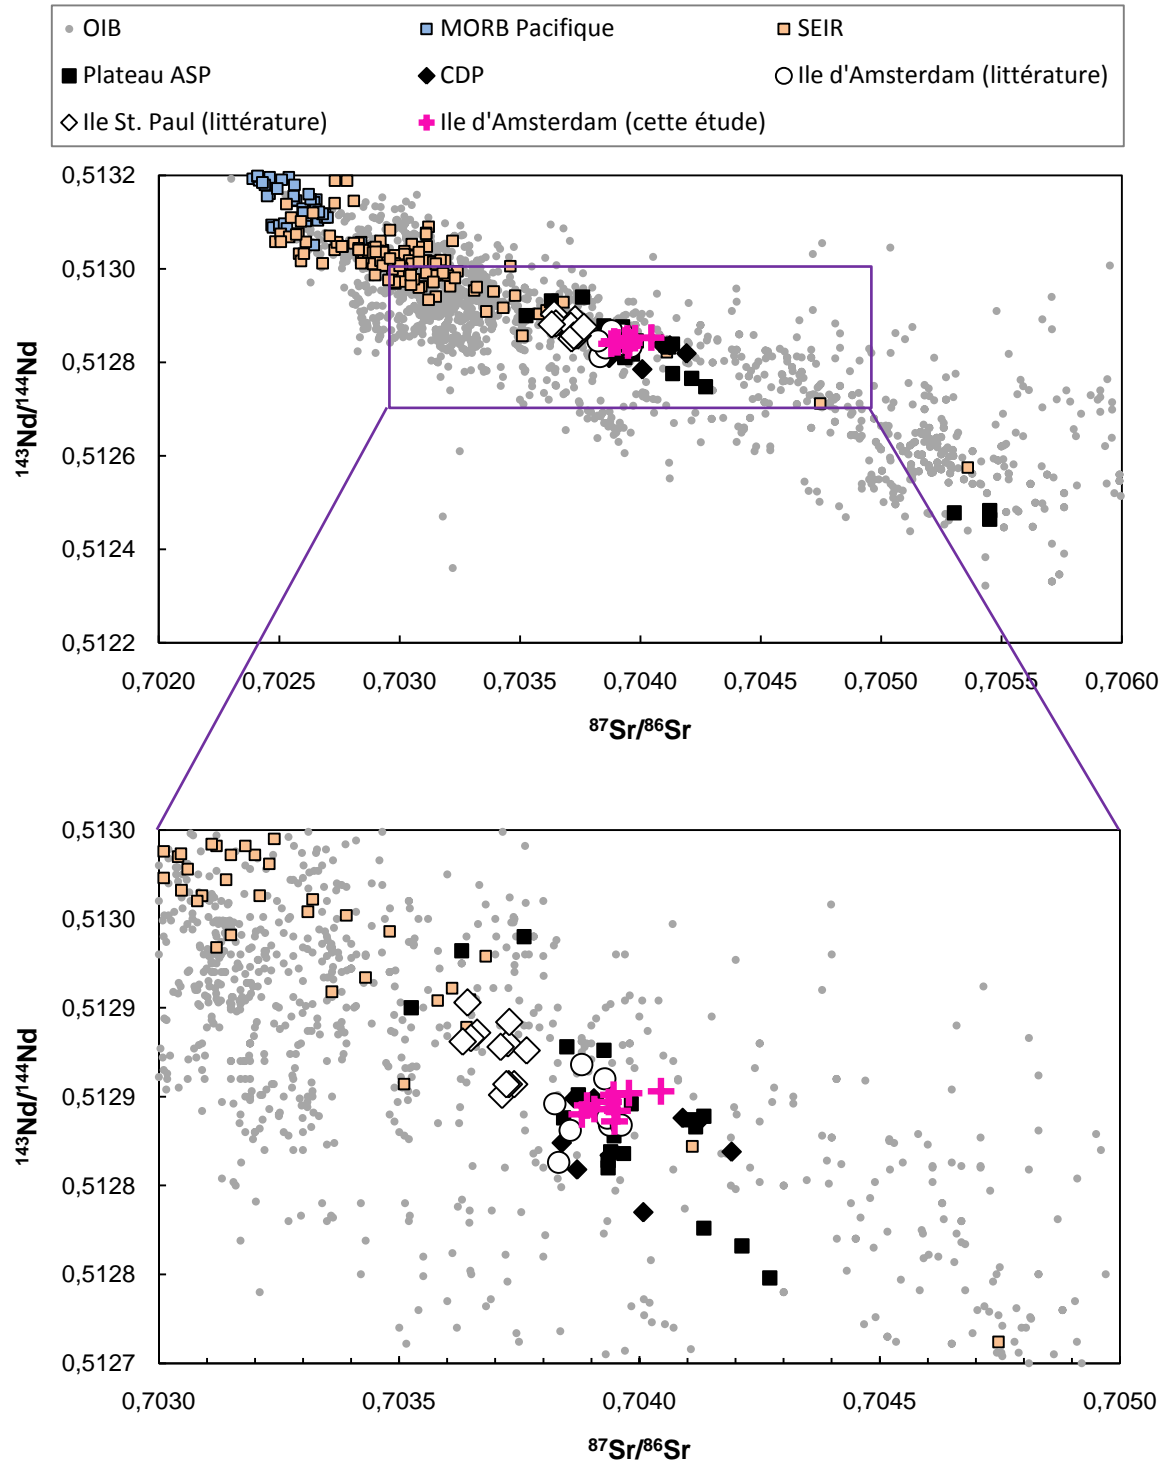 OIB MORB Pacifique SEIR
Plateau ASP CDP Ile d'Amsterdam (littérature)
Ile St. Paul (littérature) Ile d'Amsterdam (cette étude)
0,5132
0,5130
0,5128
0,5126
0,5124
0,5122
143Nd/144Nd
0,7020 0,7025 0,7030 0,7035 0,7040 0,7045 0,7050 0,7055 0,7060
87Sr/86Sr
0,5130
0,5130
0,5129
0,5129
0,5128
0,5128
0,5127
143Nd/144Nd
0,7030 0,7035 0,7040 0,7045 0,7050
87Sr/86Sr